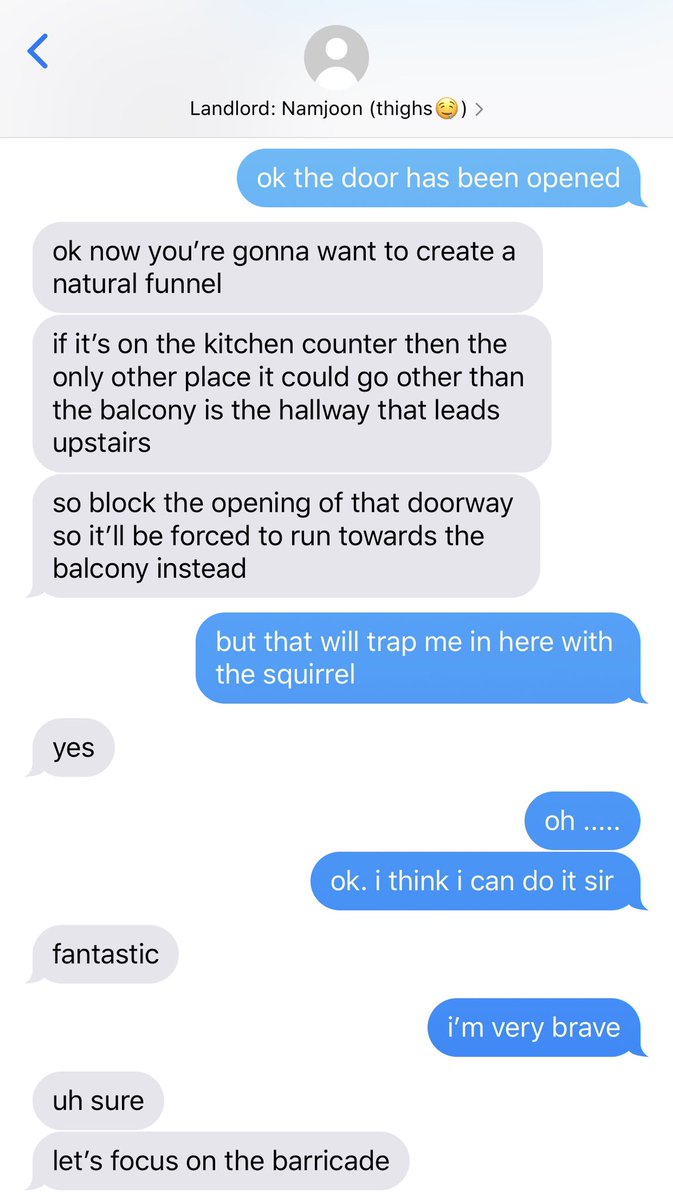 Landlord: Namjoon (thighs🤤)
ok the door has been opened
ok now you’re gonna want to create a
natural funnel
if it’s on the kitchen counter then the
only other place it could go other than
the balcony is the hallway that leads
upstairs
so block the opening of that doorway
so it’ll be forced to run towards the
balcony instead
but that will trap me in here with
the squirrel
yes
oh .....
ok. i think i can do it sir
fantastic
i’m very brave
uh sure
let’s focus on the barricade